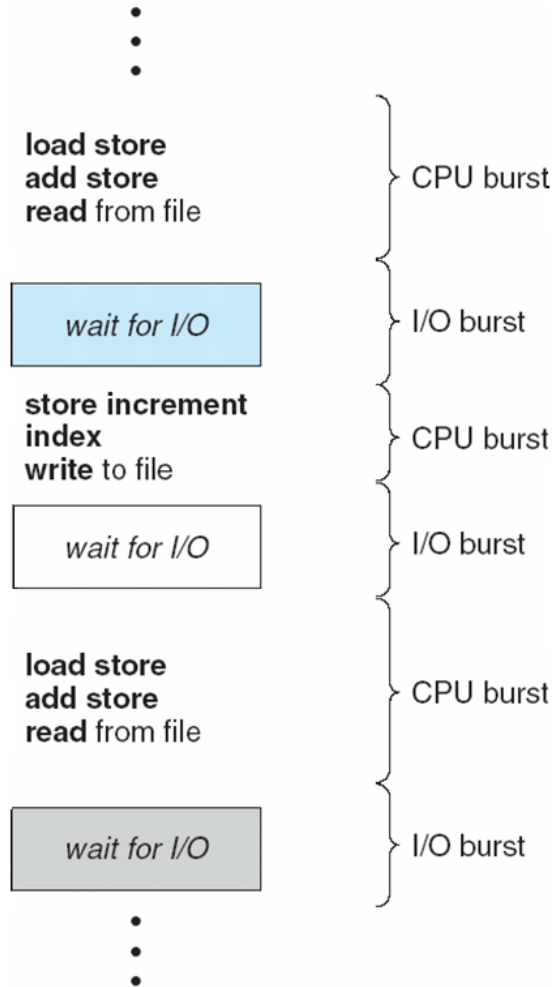 load store
add store
read from file
CPU burst
wait for I/O
I/O burst
store increment
index
write to file
CPU burst
wait for I/O
I/O burst
load store
add store
read from file
CPU burst
wait for I/O
I/O burst